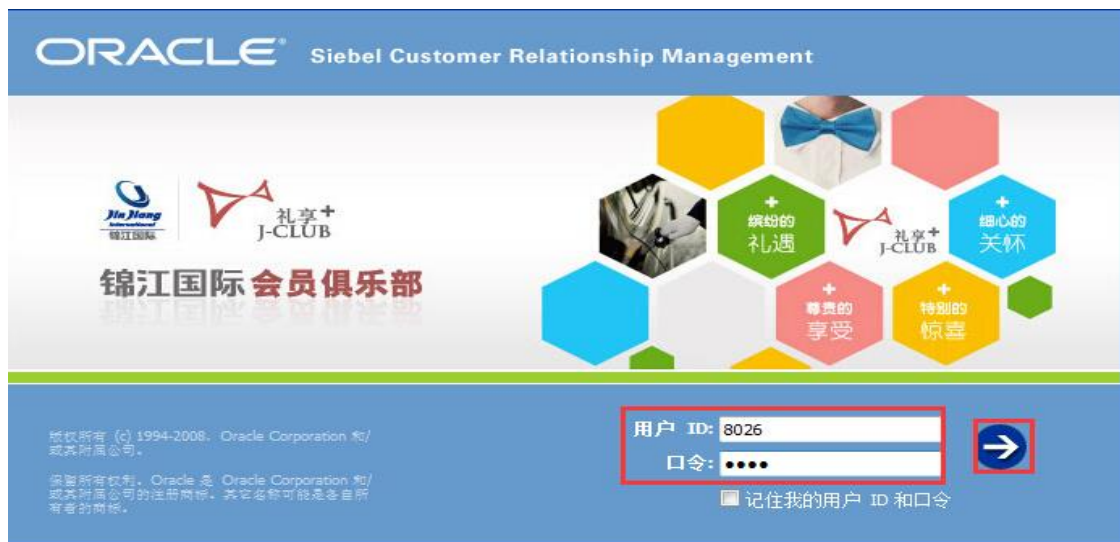 ORACLE® Siebel Customer Relationship Management
Jin Jiang
International
锦江国际
礼享+
J-CLUB
锦江国际会员俱乐部
+
缤纷的
礼遇
礼享+
J-CLUB
+
细心的
关怀
+
尊贵的
享受
+
特别的
惊喜
版权所有 (c) 1994-2008，Oracle Corporation 和/
或其附属公司。
保留所有权利。Oracle 是 Oracle Corporation 和/
或其附属公司的注册商标。其它名称可能是各自所
有者的商标。
用户 ID: 8026
口令: ●●●●
记住我的用户 ID 和口令